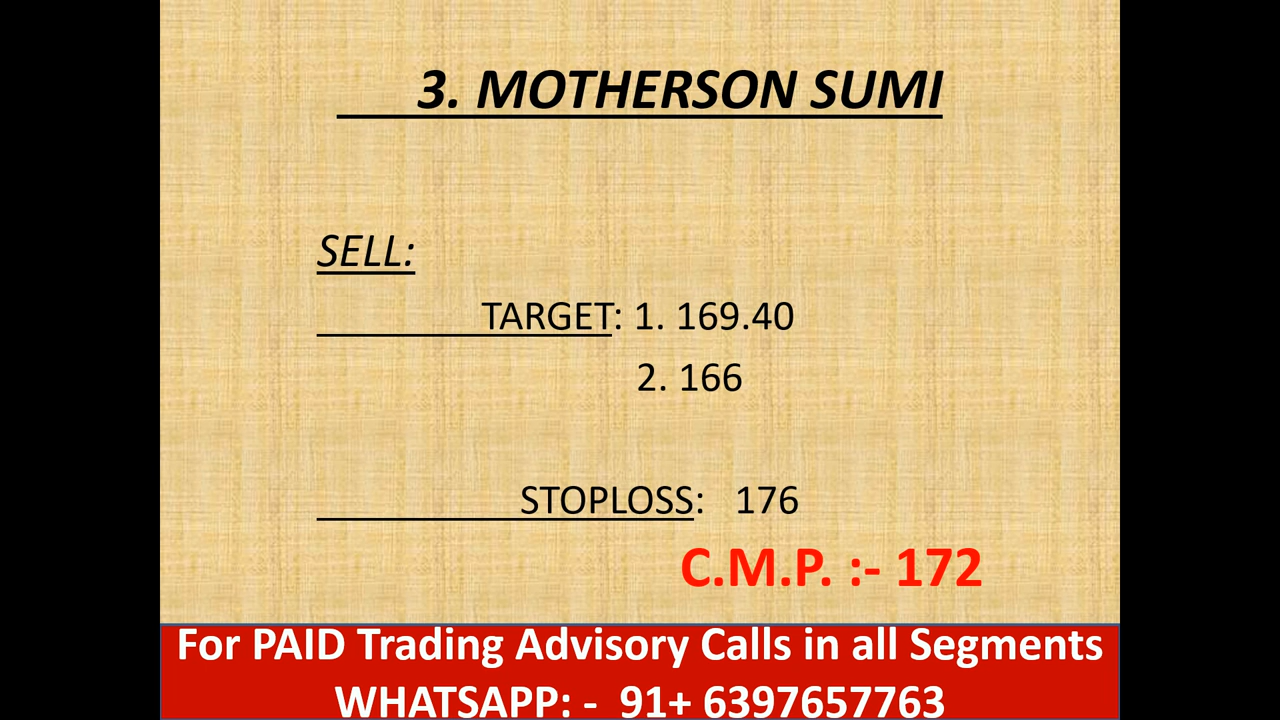 3. MOTHERSON SUMI
SELL:
TARGET: 1. 169.40
2. 166
STOPLOSS: 176
C.M.P. :- 172
For PAID Trading Advisory Calls in all Segments
WHATSAPP: - 91+ 6397657763